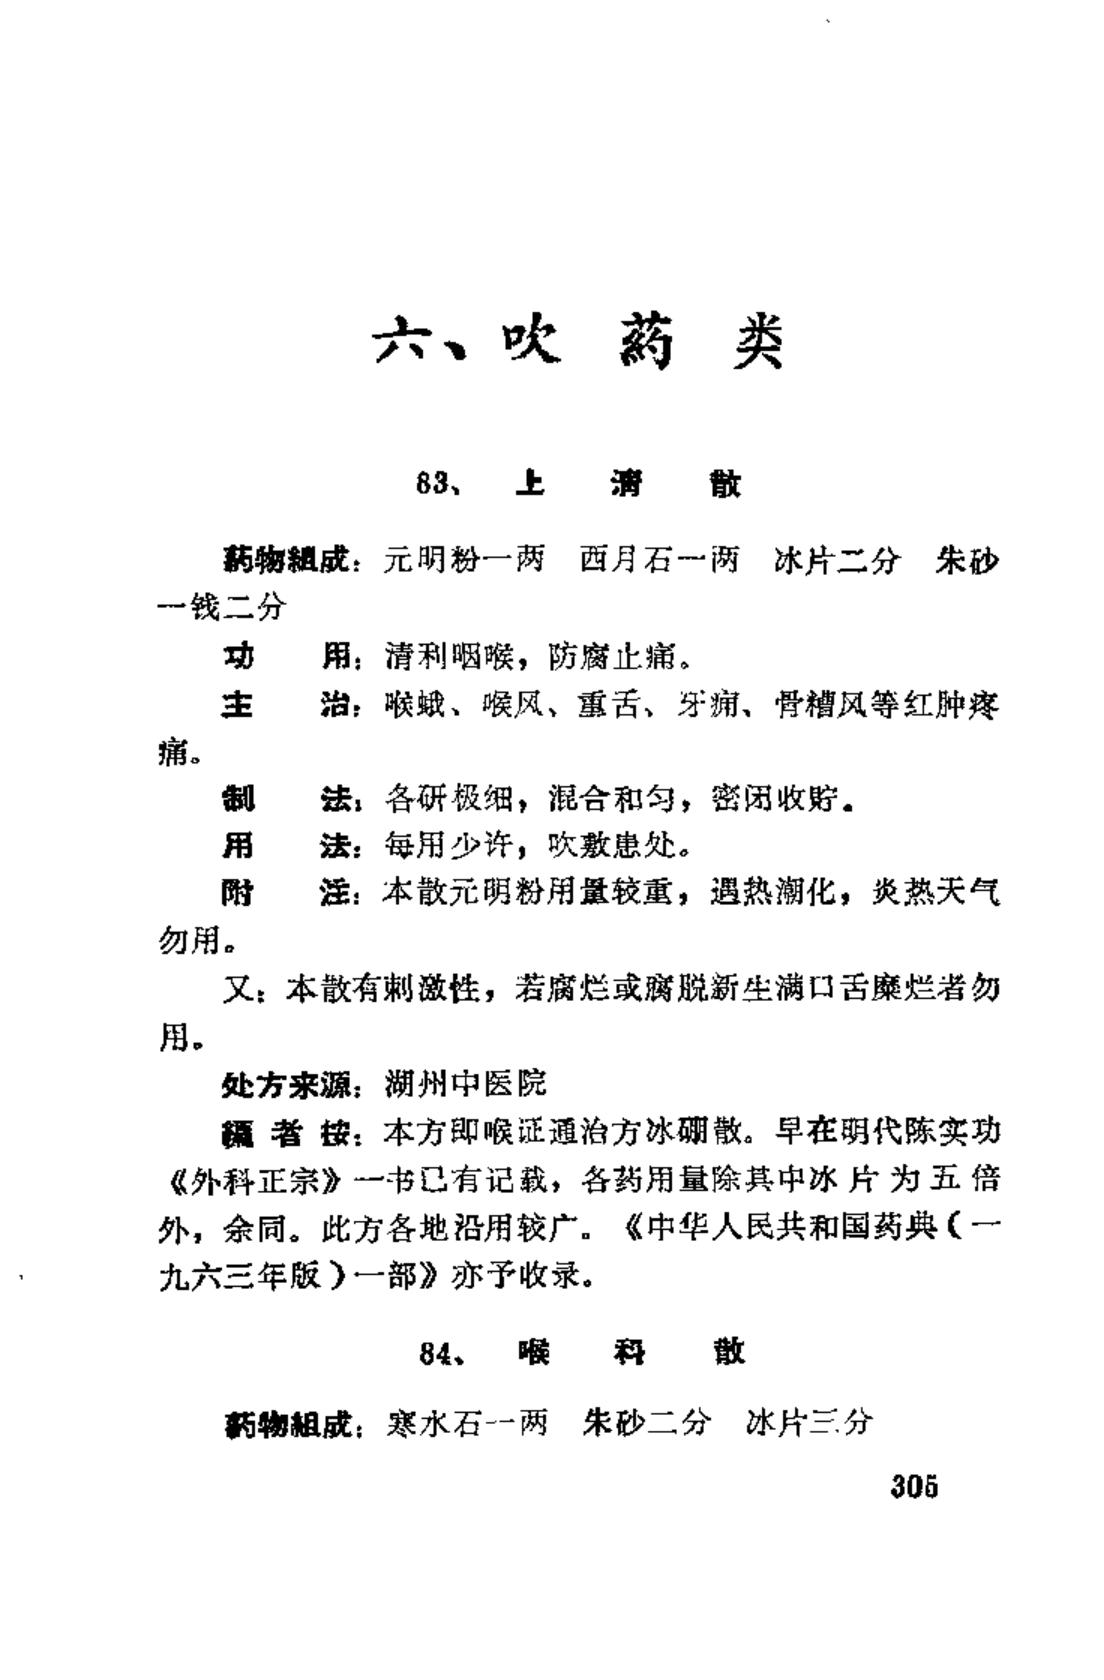 六、吹药类
83、上清散
药物组成：元明粉一两 西月石一两 冰片二分 朱砂
一钱二分
功用：清利咽喉，防腐止痛。
主治：喉蛾、喉风、重舌、牙痈、骨糟风等红肿疼
痛。
制法：各研极细，混合和匀，密闭收贮。
用法：每用少许，吹敷患处。
附注：本散元明粉用量较重，遇热潮化，炎热天气
勿用。
又：本散有刺激性，若腐烂或腐脱新生满口舌糜烂者勿
用。
处方来源：湖州中医院
编者按：本方即喉证通治方冰硼散。早在明代陈实功
《外科正宗》一书已有记载，各药用量除其中冰片为五倍
外，余同。此方各地沿用较广。《中华人民共和国药典（一
九六三年版）一部》亦予收录。
84、喉科散
药物组成：寒水石一两 朱砂二分 冰片三分
305